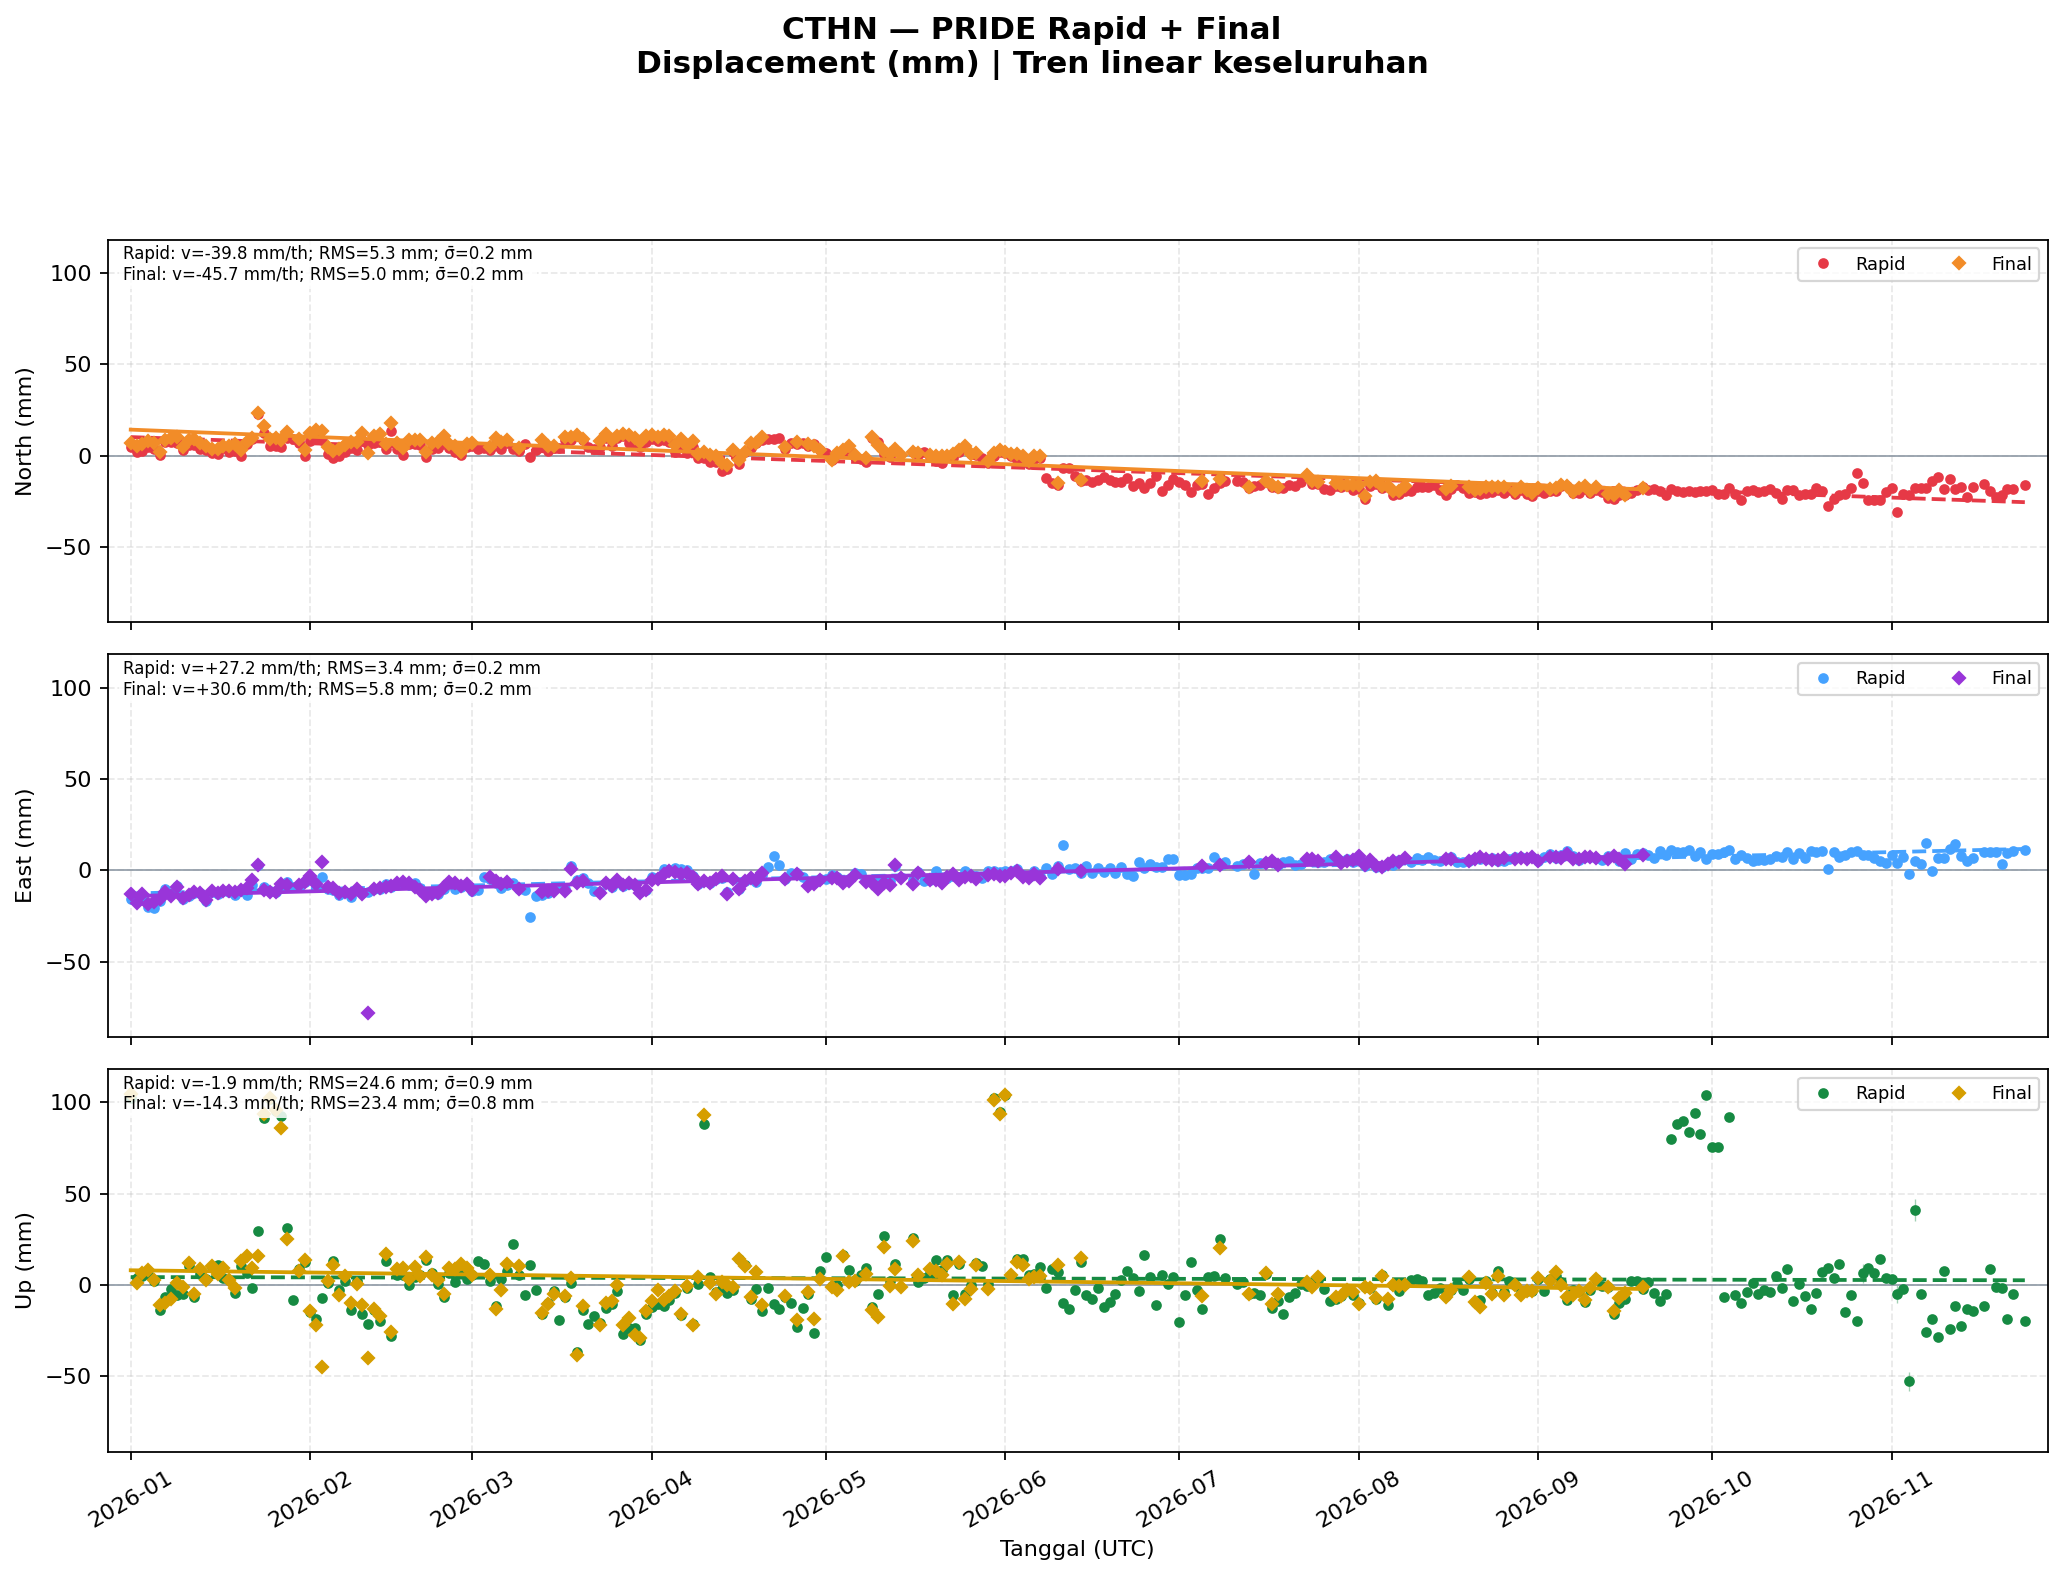 CTHN — PRIDE Rapid + Final
Displacement (mm) | Tren linear keseluruhan
Rapid: v=-39.8 mm/th; RMS=5.3 mm; σ̄=0.2 mm
Final: v=-45.7 mm/th; RMS=5.0 mm; σ̄=0.2 mm
Rapid Final
100
50
0
−50
North (mm)
Rapid: v=+27.2 mm/th; RMS=3.4 mm; σ̄=0.2 mm
Final: v=+30.6 mm/th; RMS=5.8 mm; σ̄=0.2 mm
Rapid Final
100
50
0
−50
East (mm)
Rapid: v=-1.9 mm/th; RMS=24.6 mm; σ̄=0.9 mm
Final: v=-14.3 mm/th; RMS=23.4 mm; σ̄=0.8 mm
Rapid Final
100
50
0
−50
Up (mm)
2026-01 2026-02 2026-03 2026-04 2026-05 2026-06 2026-07 2026-08 2026-09 2026-10 2026-11
Tanggal (UTC)